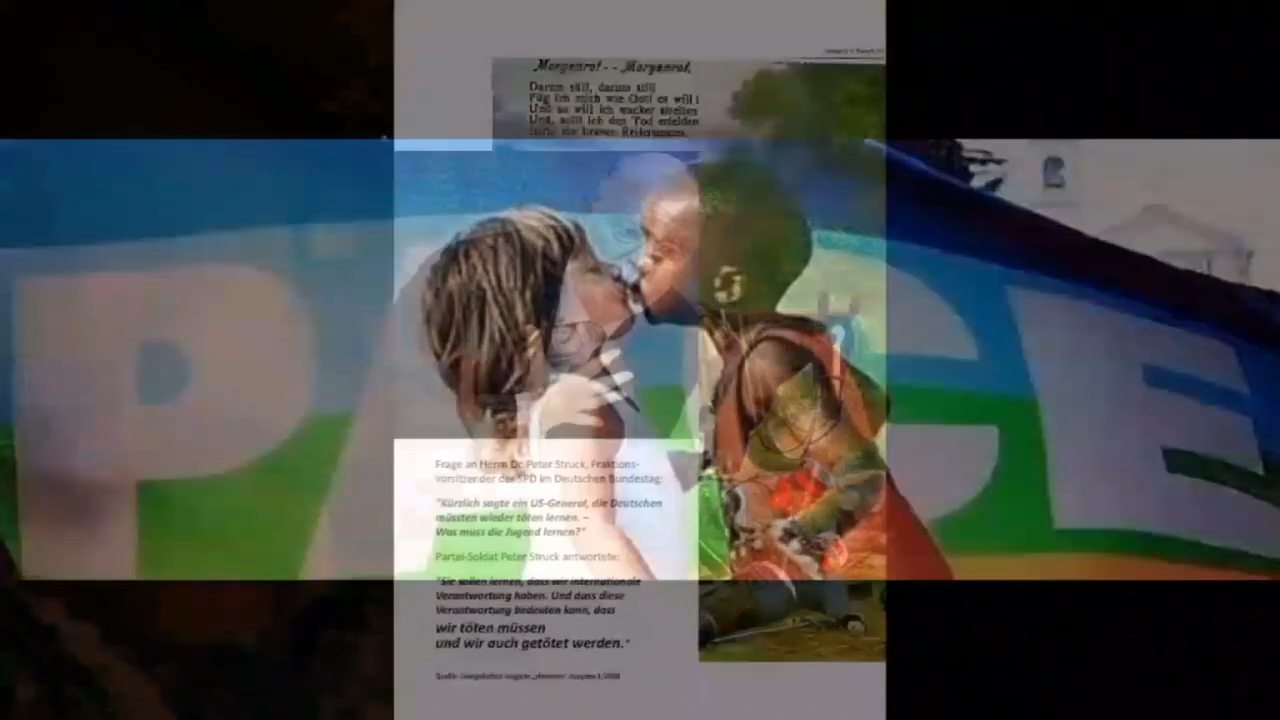 Morgenrot - - Morgenrot,
Darum still, darum still
Füg ich mich wie Gott es will!
Und so will ich wacker streiten
Und, sollt ich den Tod erleiden
Stirbt ein braver Reitersmann.
PACE
Frage an Herrn Dr. Peter Struck, Fraktions-
vorsitzender der SPD im Deutschen Bundestag:
"Kürzlich sagte ein US-General, die Deutschen
müssten wieder töten lernen. –
Was muss die Jugend lernen?"
Partei-Soldat Peter Struck antwortete:
"Sie sollen lernen, dass wir internationale
Verantwortung haben. Und dass diese
Verantwortung bedeuten kann, dass
wir töten müssen
und wir auch getötet werden."